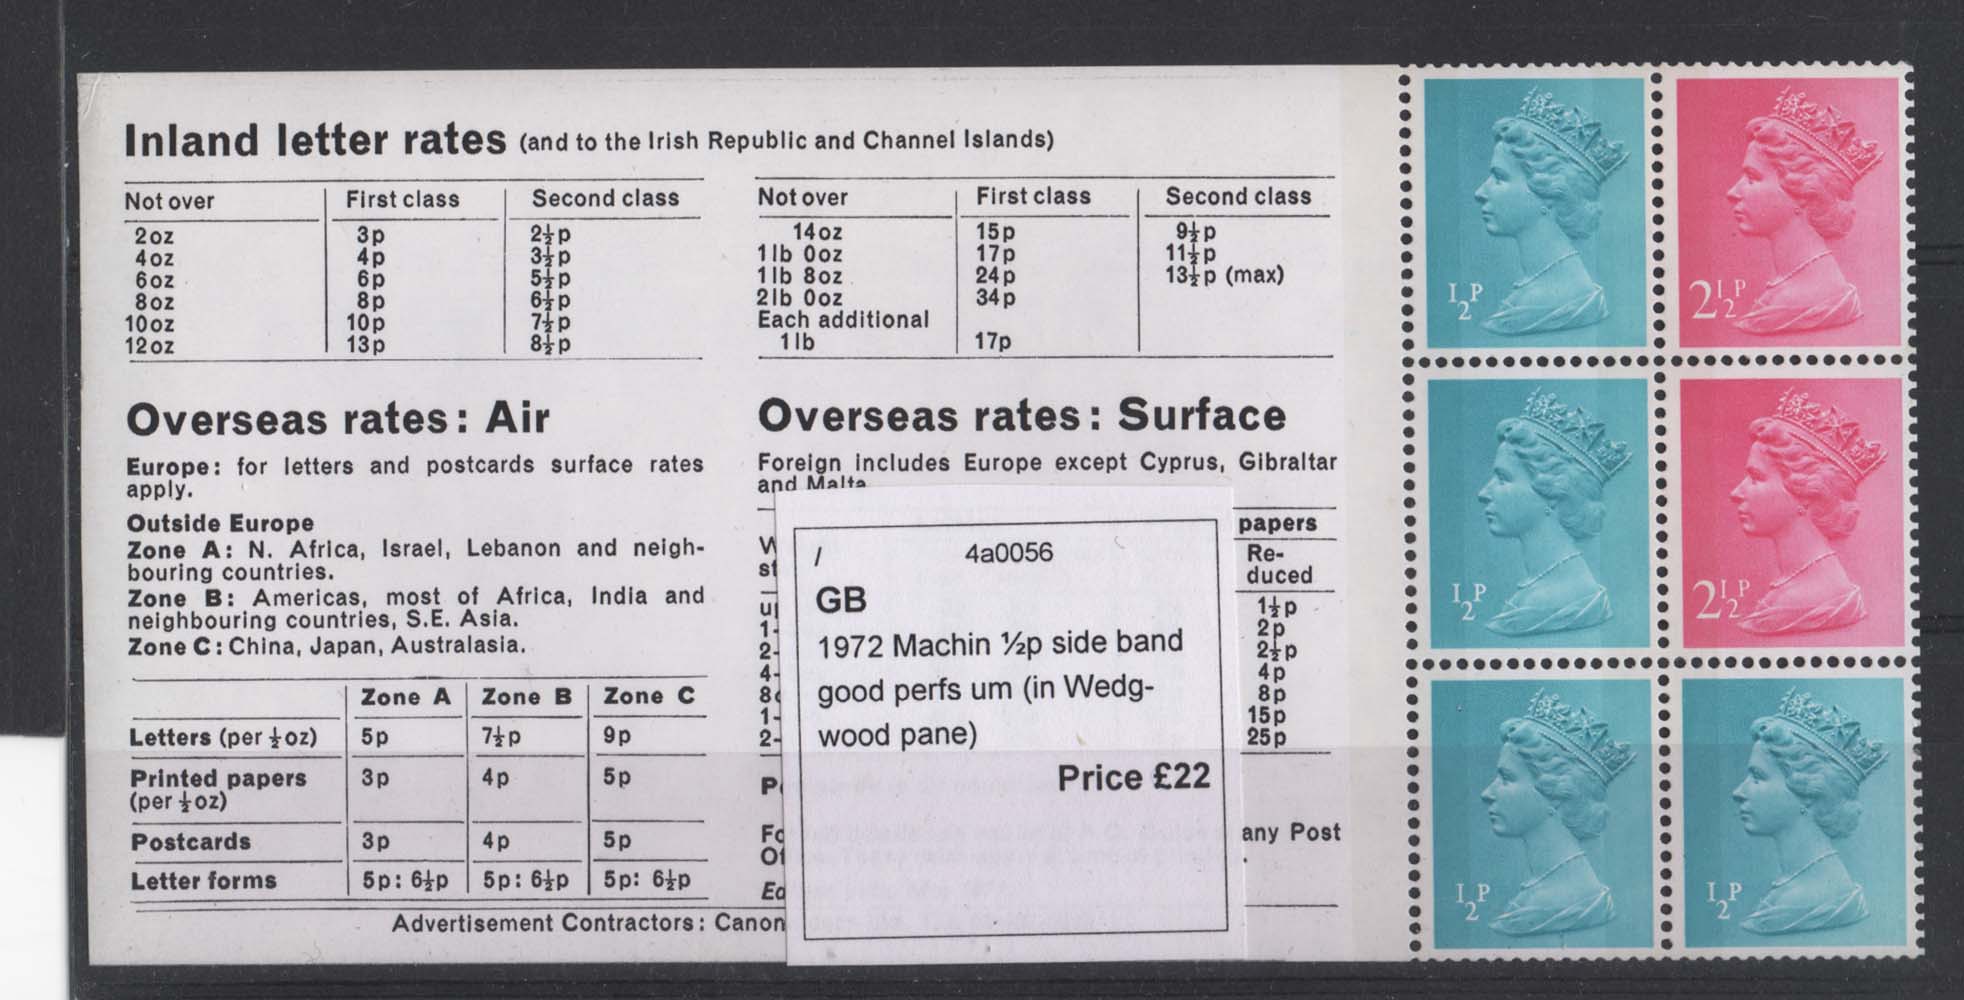 Inland letter rates (and to the Irish Republic and Channel Islands)
Not over First class Second class
2oz 3p 2½p
4oz 4p 3½p
6oz 6p 5½p
8oz 8p 6½p
10oz 10p 7½p
12oz 13p 8½p
Not over First class Second class
14oz 15p 9½p
1lb 0oz 17p 11½p
1lb 8oz 24p 13½p (max)
2lb 0oz 34p
Each additional
1lb 17p
Overseas rates: Air
Europe: for letters and postcards surface rates
apply.
Outside Europe
Zone A: N. Africa, Israel, Lebanon and neigh-
bouring countries.
Zone B: Americas, most of Africa, India and
neighbouring countries, S.E. Asia.
Zone C: China, Japan, Australasia.
Zone A Zone B Zone C
Letters (per ½oz) 5p 7½p 9p
Printed papers 3p 4p 5p
(per ½oz)
Postcards 3p 4p 5p
Letter forms 5p: 6½p 5p: 6½p 5p: 6½p
Overseas rates: Surface
Foreign includes Europe except Cyprus, Gibraltar
and Malta
papers
Re-
duced
1½p
2p
2½p
4p
8p
15p
25p
any Post
Advertisement Contractors: Canon
/ 4a0056
GB
1972 Machin ½p side band
good perfs um (in Wedg-
wood pane)
Price £22
½P
2½P
½P
2½P
½P
½P